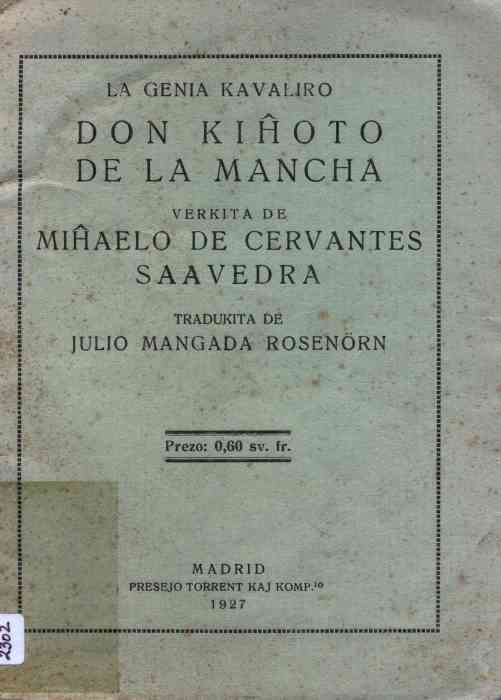 LA GENIA KAVALIRO
DON KIĤOTO
DE LA MANCHA
VERKITA DE
MIĤAELO DE CERVANTES
SAAVEDRA
TRADUKITA DE
JULIO MANGADA ROSENÖRN
Prezo: 0,60 sv. fr.
MADRID
PRESEJO TORRENT KAJ KOMP.ᴵᴼ
1927
2302